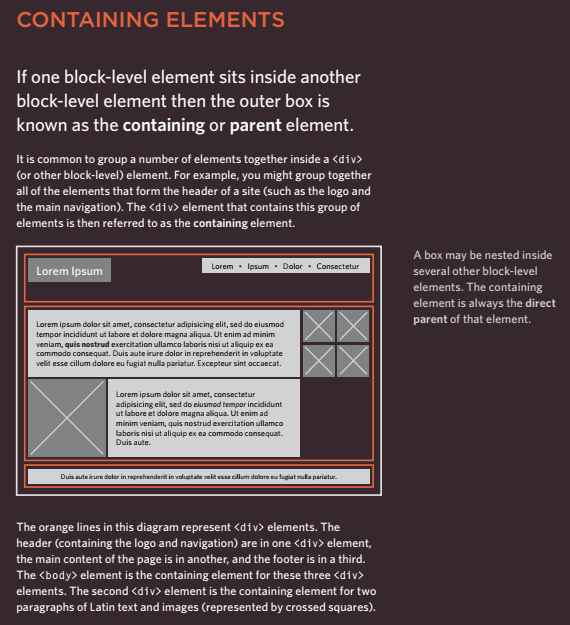 CONTAINING ELEMENTS
If one block-level element sits inside another
block-level element then the outer box is
known as the containing or parent element.
It is common to group a number of elements together inside a <div>
(or other block-level) element. For example, you might group together
all of the elements that form the header of a site (such as the logo and
the main navigation). The <div> element that contains this group of
elements is then referred to as the containing element.
Lorem Ipsum
Lorem • Ipsum • Dolor • Consectetur
Lorem ipsum dolor sit amet, consectetur adipisicing elit, sed do eiusmod
tempor incididunt ut labore et dolore magna aliqua. Ut enim ad minim
veniam, quis nostrud exercitation ullamco laboris nisi ut aliquip ex ea
commodo consequat. Duis aute irure dolor in reprehenderit in voluptate
velit esse cillum dolore eu fugiat nulla pariatur. Excepteur sint occaecat.
Lorem ipsum dolor sit amet, consectetur
adipisicing elit, sed do eiusmod tempor incididunt
ut labore et dolore magna aliqua. Ut enim ad
minim veniam, quis nostrud exercitation ullamco
laboris nisi ut aliquip ex ea commodo consequat.
Duis aute.
Duis aute irure dolor in reprehenderit in voluptate velit esse cillum dolore eu fugiat nulla pariatur.
A box may be nested inside
several other block-level
elements. The containing
element is always the direct
parent of that element.
The orange lines in this diagram represent <div> elements. The
header (containing the logo and navigation) are in one <div> element,
the main content of the page is in another, and the footer is in a third.
The <body> element is the containing element for these three <div>
elements. The second <div> element is the containing element for two
paragraphs of Latin text and images (represented by crossed squares).